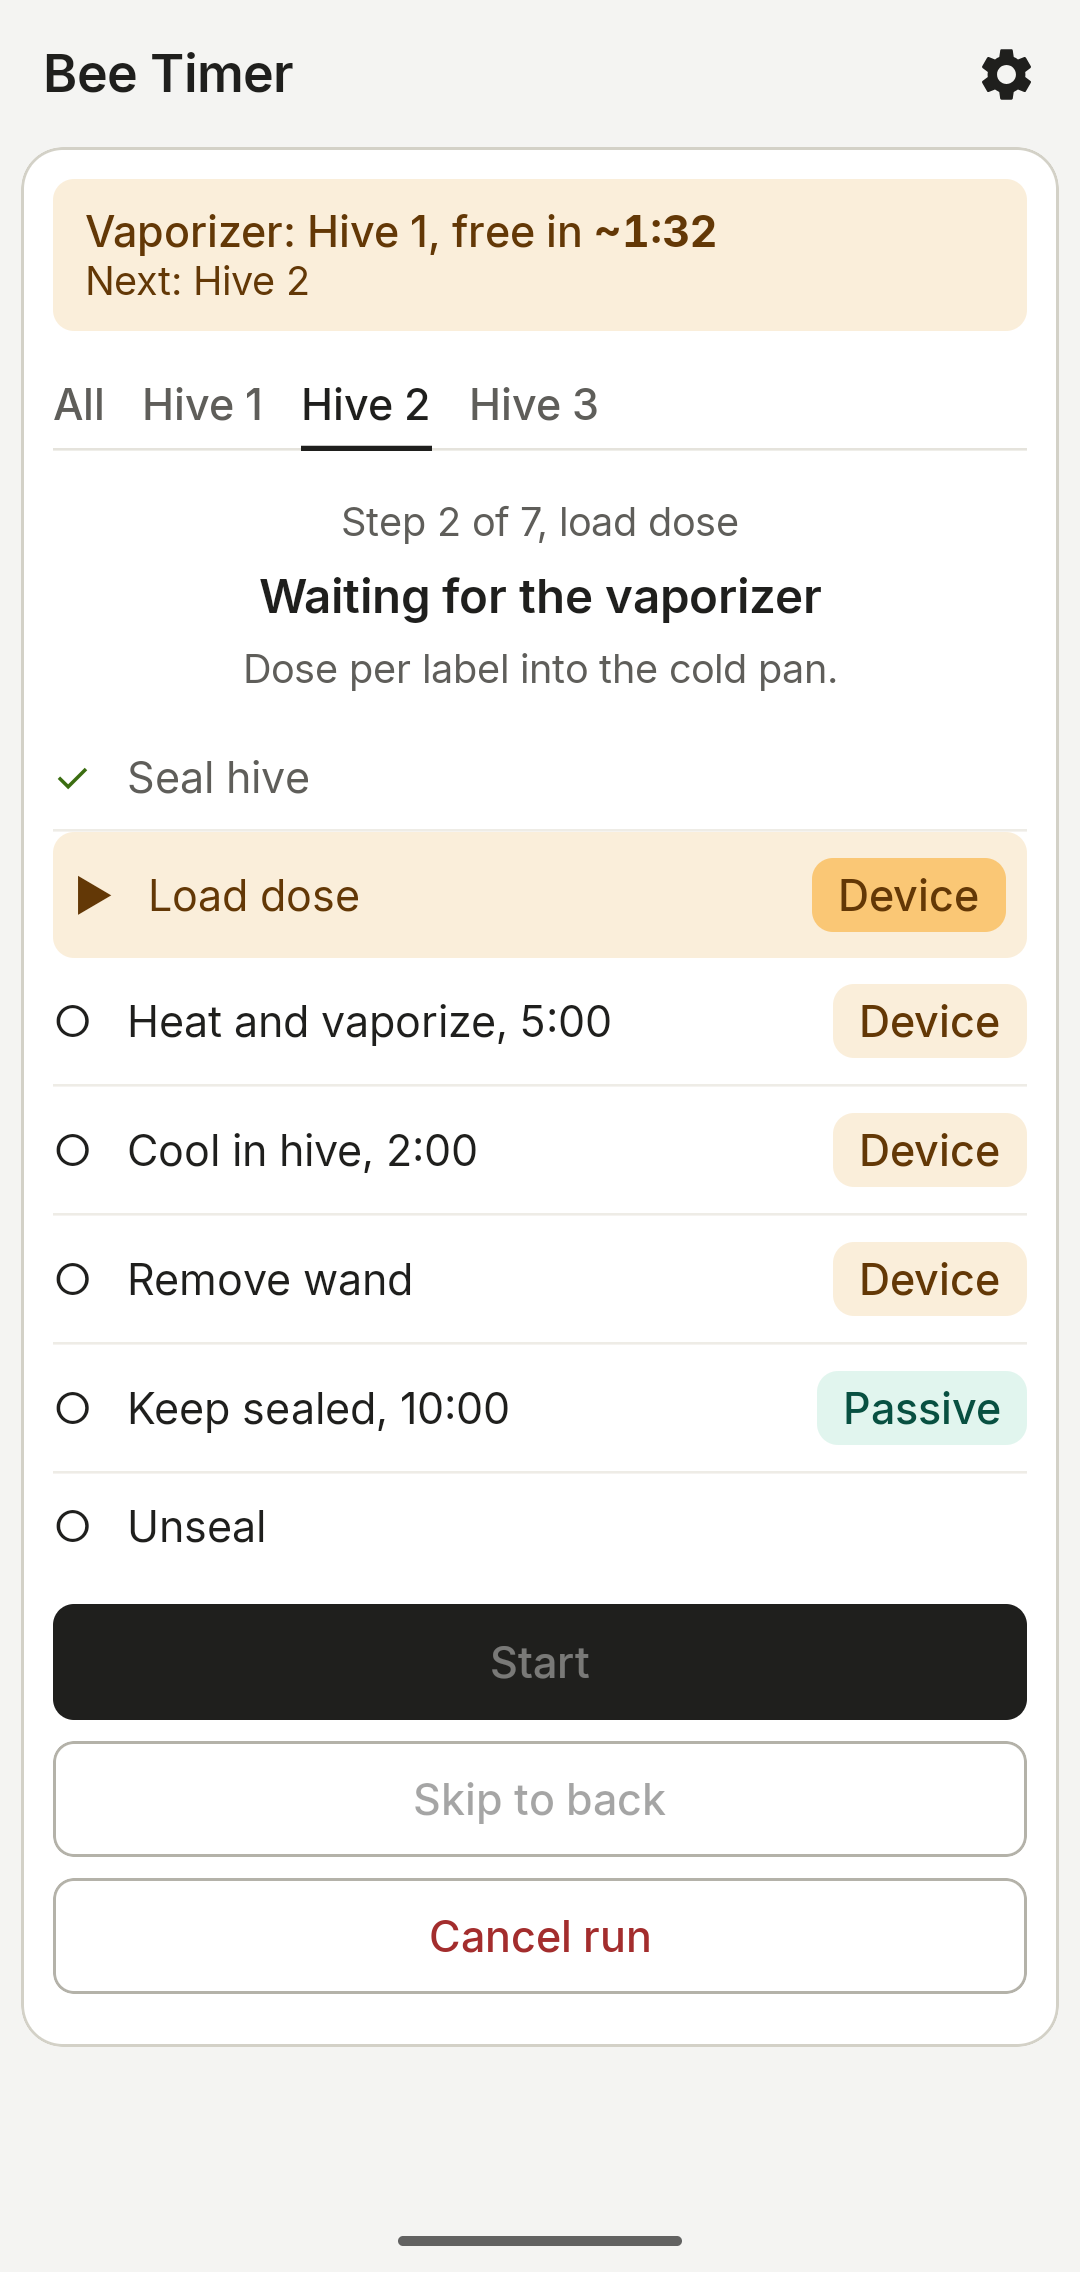 Bee Timer
Vaporizer: Hive 1, free in ~1:32
Next: Hive 2
All Hive 1 Hive 2 Hive 3
Step 2 of 7, load dose
Waiting for the vaporizer
Dose per label into the cold pan.
Seal hive
Load dose Device
Heat and vaporize, 5:00 Device
Cool in hive, 2:00 Device
Remove wand Device
Keep sealed, 10:00 Passive
Unseal
Start
Skip to back
Cancel run